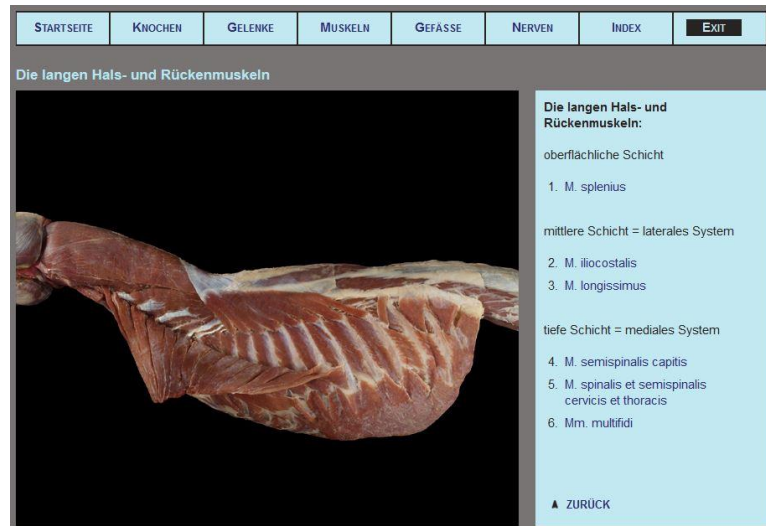 STARTSEITE KNOCHEN GELENKE MUSKELN GEFÄSSE NERVEN INDEX EXIT
Die langen Hals- und Rückenmuskeln
Die langen Hals- und
Rückenmuskeln:
oberflächliche Schicht
1. M. splenius
mittlere Schicht = laterales System
2. M. iliocostalis
3. M. longissimus
tiefe Schicht = mediales System
4. M. semispinalis capitis
5. M. spinalis et semispinalis
cervicis et thoracis
6. Mm. multifidi
ZURÜCK